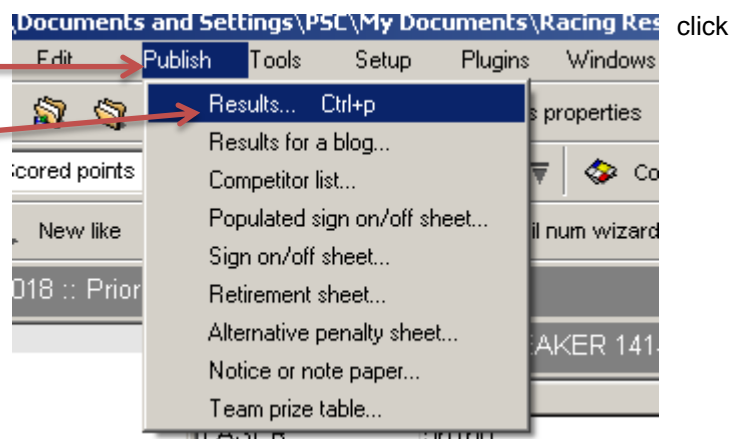 \Documents and Settings\PSC\My Documents\Racing Res click
Edit Publish Tools Setup Plugins Windows
Results... Ctrl+p
s properties
Results for a blog...
cored points Competitor list... Co
Populated sign on/off sheet...
New like il num wizard
Sign on/off sheet...
018 :: Prior Retirement sheet...
Alternative penalty sheet... EAKER 141
Notice or note paper...
Team prize table...